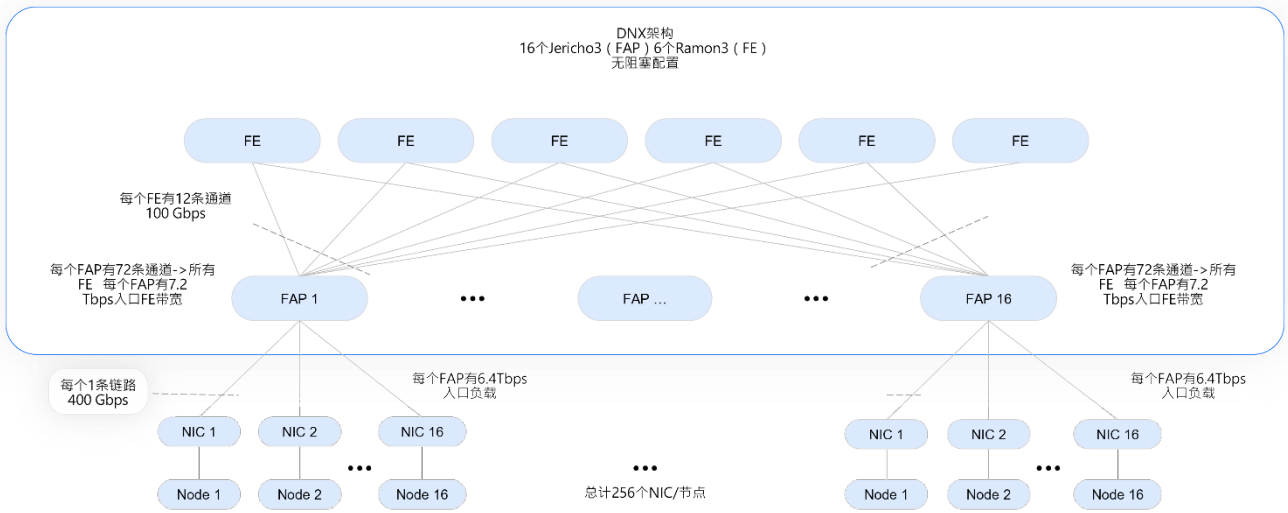 DNX架构
16个Jericho3（FAP）6个Ramon3（FE）
无阻塞配置
FE
FE
FE
FE
FE
FE
每个FE有12条通道
100 Gbps
每个FAP有72条通道->所有
FE 每个FAP有7.2
Tbps入口FE带宽
FAP 1
•••
FAP ...
•••
FAP 16
每个FAP有72条通道->所有
FE 每个FAP有7.2
Tbps入口FE带宽
每个1条链路
400 Gbps
每个FAP有6.4Tbps
入口负载
每个FAP有6.4Tbps
入口负载
NIC 1
NIC 2
NIC 16
NIC 1
NIC 2
NIC 16
•••
•••
•••
Node 1
Node 2
Node 16
总计256个NIC/节点
Node 1
Node 2
Node 16